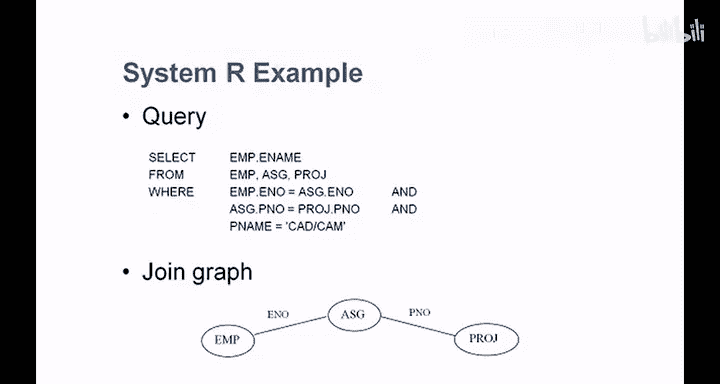 bilibili
System R Example
• Query
SELECT EMP.ENAME
FROM EMP, ASG, PROJ
WHERE EMP.ENO = ASG.ENO AND
ASG.PNO = PROJ.PNO AND
PNAME = 'CAD/CAM'
• Join graph
ENO ASG PNO
EMP PROJ